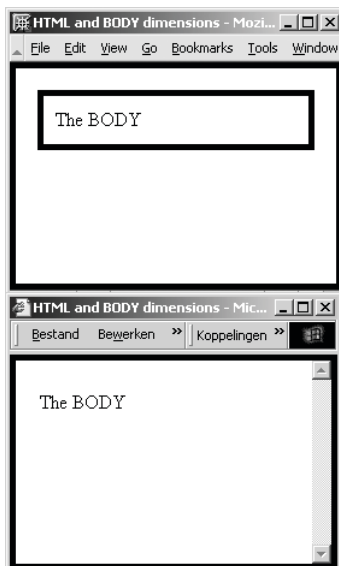 HTML and BODY dimensions - Mozi...
File Edit View Go Bookmarks Tools Window
The BODY
HTML and BODY dimensions - Mic...
Bestand Bewerken » Koppelingen »
The BODY